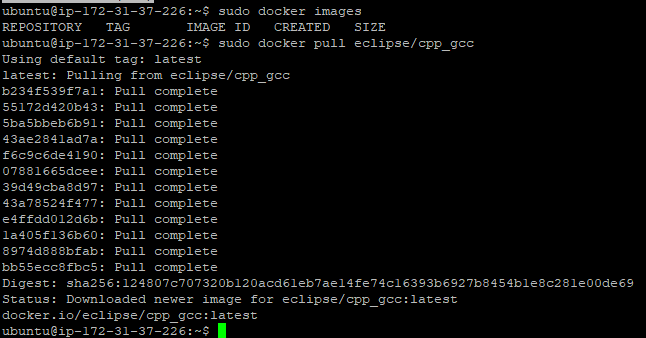 ubuntu@ip-172-31-37-226:~$ sudo docker images
REPOSITORY   TAG       IMAGE ID   CREATED   SIZE
ubuntu@ip-172-31-37-226:~$ sudo docker pull eclipse/cpp_gcc
Using default tag: latest
latest: Pulling from eclipse/cpp_gcc
b234f539f7a1: Pull complete
55172d420b43: Pull complete
5ba5bbeb6b91: Pull complete
43ae2841ad7a: Pull complete
f6c9c6de4190: Pull complete
07881665dcee: Pull complete
39d49cba8d97: Pull complete
43a78524f477: Pull complete
e4ffdd012d6b: Pull complete
1a405f136b60: Pull complete
8974d888bfab: Pull complete
bb55ecc8fbc5: Pull complete
Digest: sha256:124807c707320b120acd61eb7ae14fe74c16393b6927b8454b1e8c281e00de69
Status: Downloaded newer image for eclipse/cpp_gcc:latest
docker.io/eclipse/cpp_gcc:latest
ubuntu@ip-172-31-37-226:~$